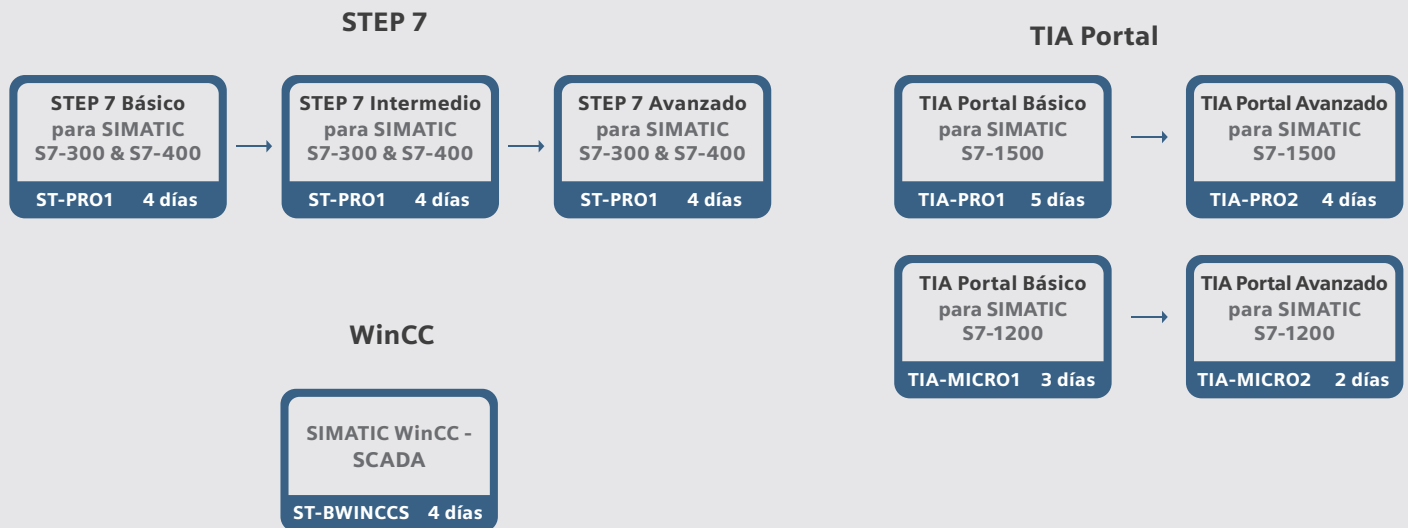 STEP 7
STEP 7 Básico
para SIMATIC
S7-300 & S7-400
ST-PRO1 4 días
STEP 7 Intermedio
para SIMATIC
S7-300 & S7-400
ST-PRO1 4 días
STEP 7 Avanzado
para SIMATIC
S7-300 & S7-400
ST-PRO1 4 días
TIA Portal
TIA Portal Básico
para SIMATIC
S7-1500
TIA-PRO1 5 días
TIA Portal Avanzado
para SIMATIC
S7-1500
TIA-PRO2 4 días
TIA Portal Básico
para SIMATIC
S7-1200
TIA-MICRO1 3 días
TIA Portal Avanzado
para SIMATIC
S7-1200
TIA-MICRO2 2 días
WinCC
SIMATIC WinCC -
SCADA
ST-BWINCCS 4 días